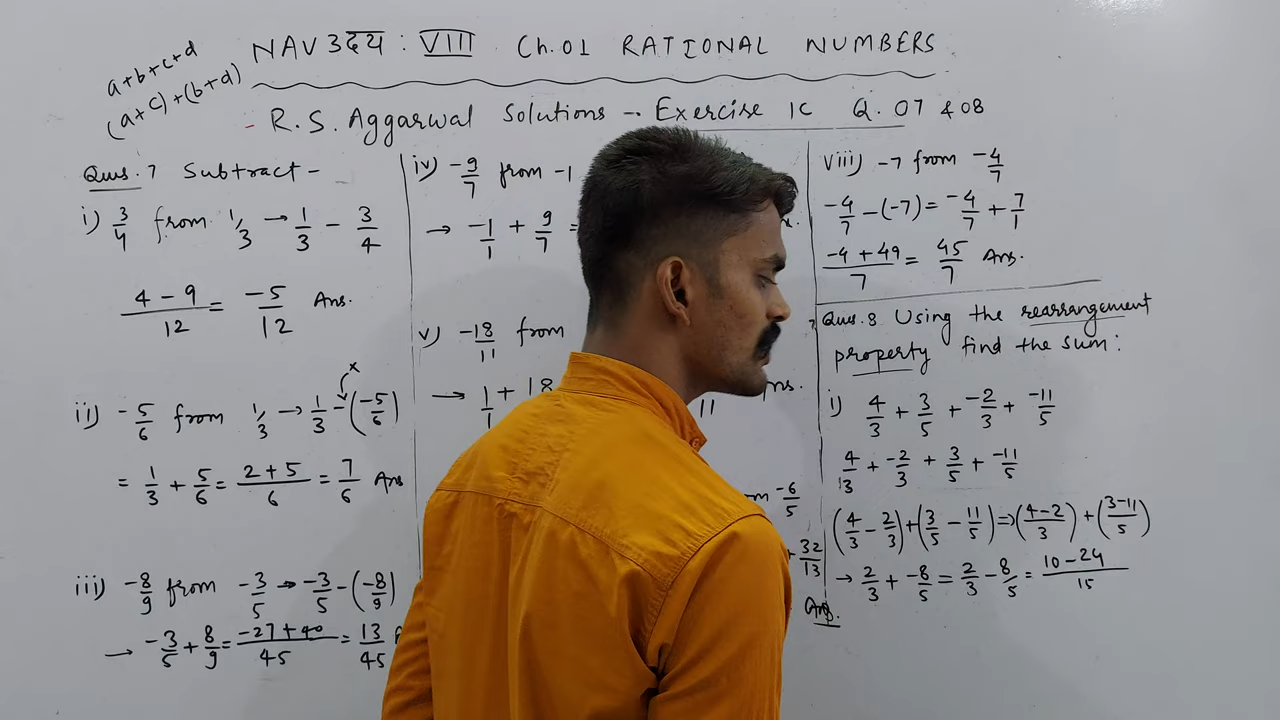 NAV उदय : VIII Ch.01 RATIONAL NUMBERS
a+b+c+d
(a+c)+(b+d)
- R.S. Aggarwal Solutions - Exercise 1C Q. 07 & 08
Ques. 7 Subtract -
i) 3/4 from 1/3 → 1/3 - 3/4
(4 - 9)/12 = -5/12 Ans.
ii) -5/6 from 1/3 → 1/3 - (-5/6)
x
= 1/3 + 5/6 = (2+5)/6 = 7/6 Ans
iii) -8/9 from -3/5 → -3/5 - (-8/9)
→ -3/5 + 8/9 = (-27+40)/45 = 13/45
iv) -9/7 from -1
→ -1/1 + 9/7 =
v) -18/11 from
→ 1/1 + 18
11
-6/5
+ 32/13
Ans.
viii) -7 from -4/7
-4/7 - (-7) = -4/7 + 7/1
(-4+49)/7 = 45/7 Ans.
Ques. 8 Using the rearrangement
property find the sum:
i) 4/3 + 3/5 + -2/3 + -11/5
4/3 + -2/3 + 3/5 + -11/5
(4/3 - 2/3) + (3/5 - 11/5) ⇒ ((4-2)/3) + ((3-11)/5)
→ 2/3 + -8/5 = 2/3 - 8/5 = (10-24)/15